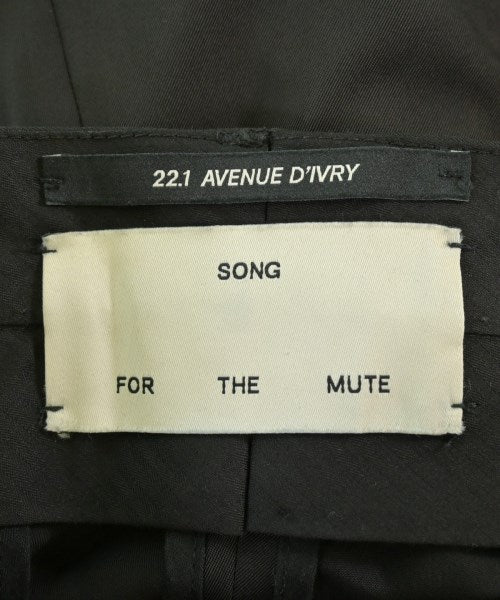 22.1 AVENUE D'IVRY
SONG
FOR THE MUTE